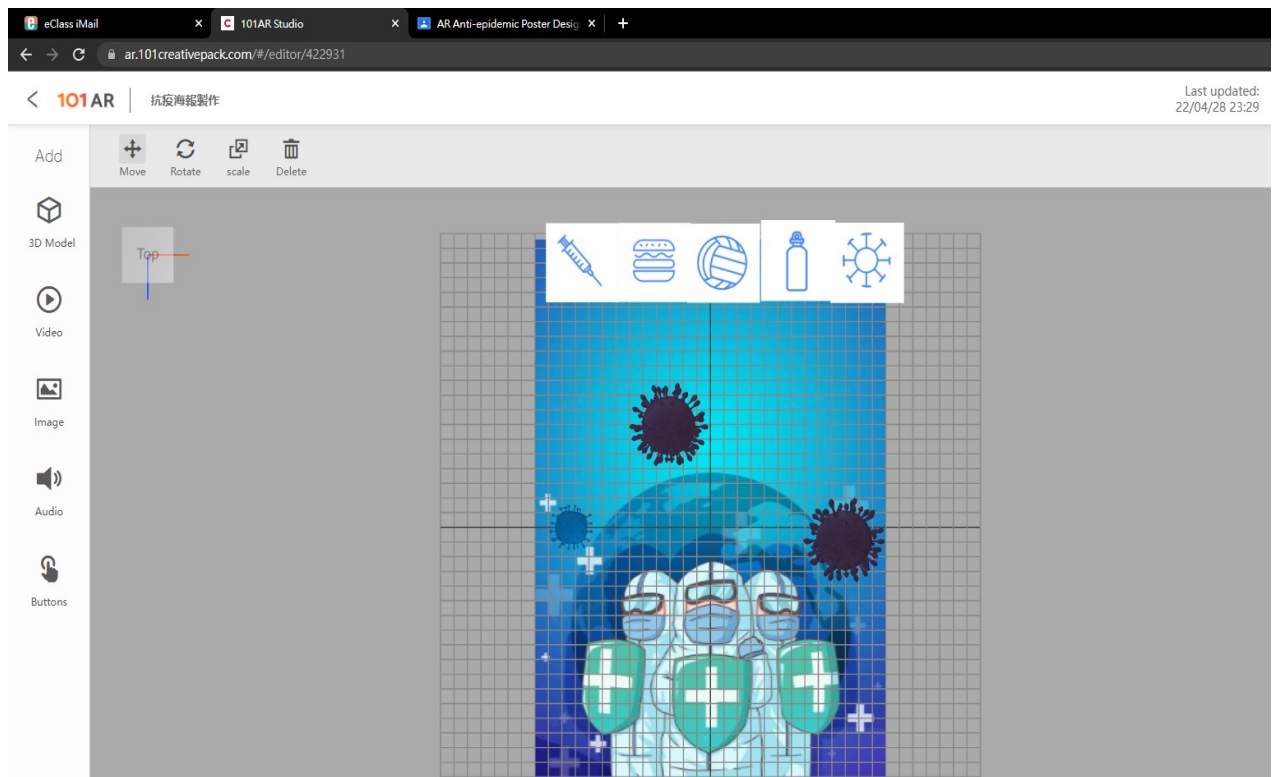 eClass iMail
101AR Studio
AR Anti-epidemic Poster Desig
ar.101creativepack.com/#/editor/422931
101 AR
抗疫海報製作
Last updated:
22/04/28 23:29
Add
Move Rotate scale Delete
3D Model
Top
Video
Image
Audio
Buttons